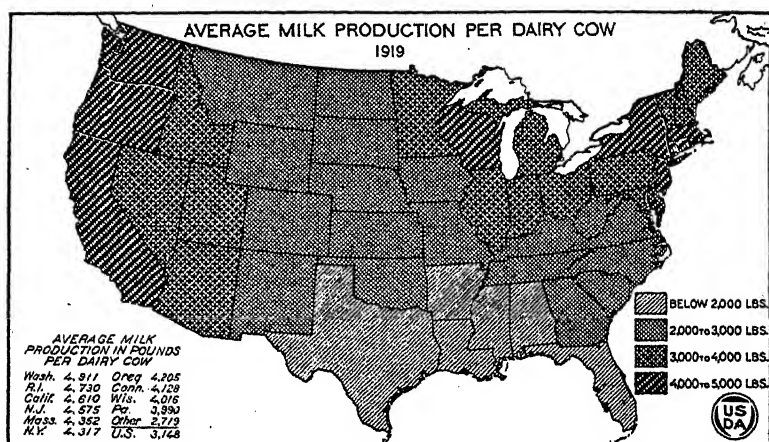 AVERAGE MILK PRODUCTION PER DAIRY COW
1919
BELOW 2,000 LBS.
2,000 TO 3,000 LBS.
3,000 TO 4,000 LBS.
4,000 TO 5,000 LBS.
AVERAGE MILK
PRODUCTION IN POUNDS
PER DAIRY COW
Wash. 4,911 Oreg 4,205
R.I. 4,730 Conn. 4,128
Calif. 4,610 Wis. 4,016
N.J. 4,575 Pa. 3,990
Mass. 4,352 Other 2,719
N.Y. 4,317 U.S. 3,148
US
DA